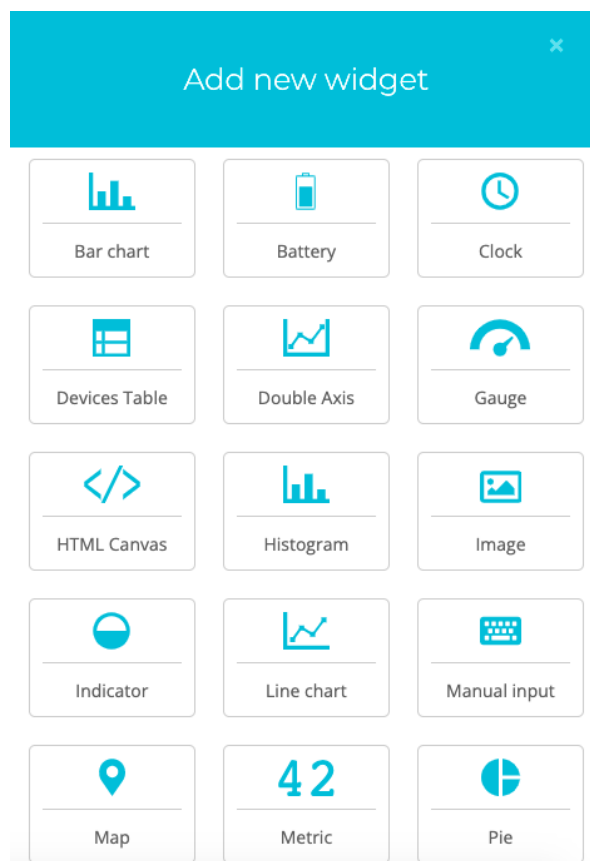 ×
Add new widget
Bar chart
Battery
Clock
Devices Table
Double Axis
Gauge
</>
HTML Canvas
Histogram
Image
Indicator
Line chart
Manual input
42
Map
Metric
Pie